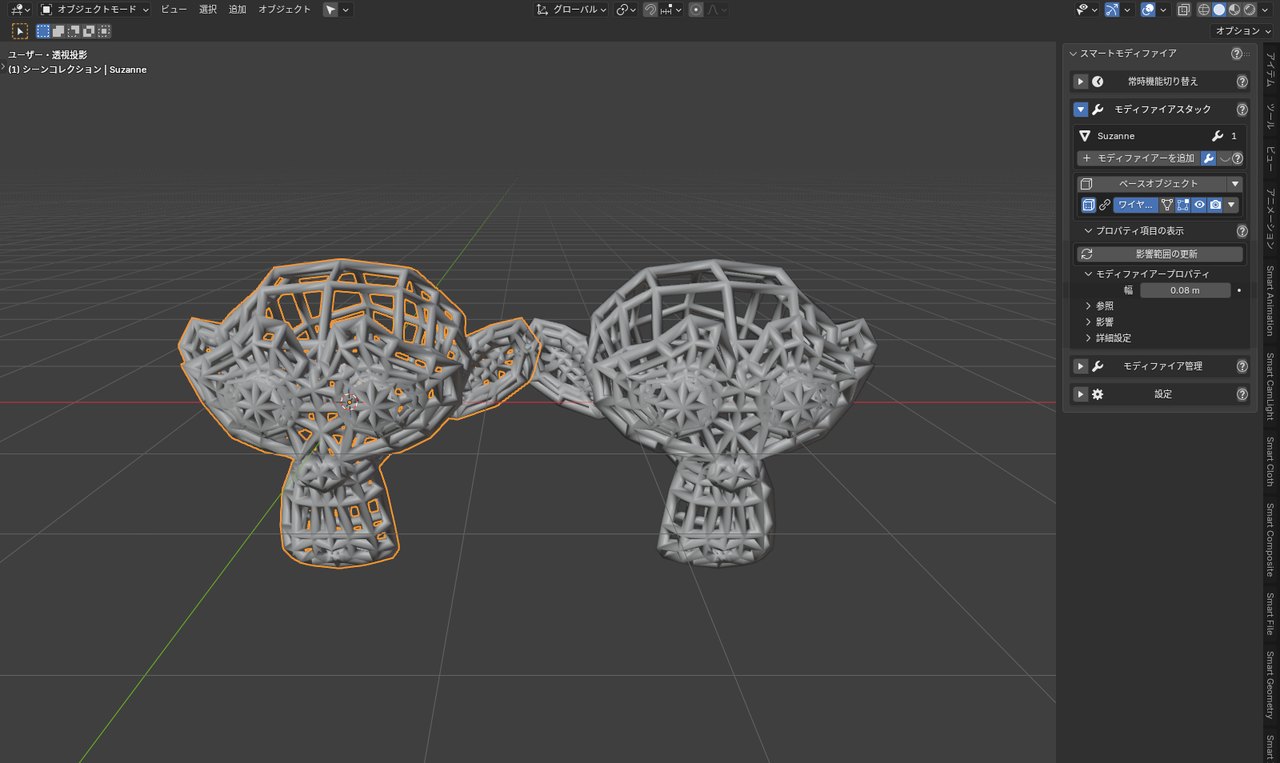 オブジェクトモード ビュー 選択 追加 オブジェクト グローバル
オプション
ユーザー・透視投影
(1) シーンコレクション | Suzanne
スマートモディファイア
常時機能切り替え
モディファイアスタック
Suzanne 1
モディファイアーを追加
ベースオブジェクト
ワイヤ...
プロパティ項目の表示
影響範囲の更新
モディファイアープロパティ
幅 0.08 m
参照
影響
詳細設定
モディファイア管理
設定
アイテム
ツール
ビュー
アニメーション
Smart Animation
Smart CamLight
Smart Cloth
Smart Composite
Smart File
Smart Geometry
Smart